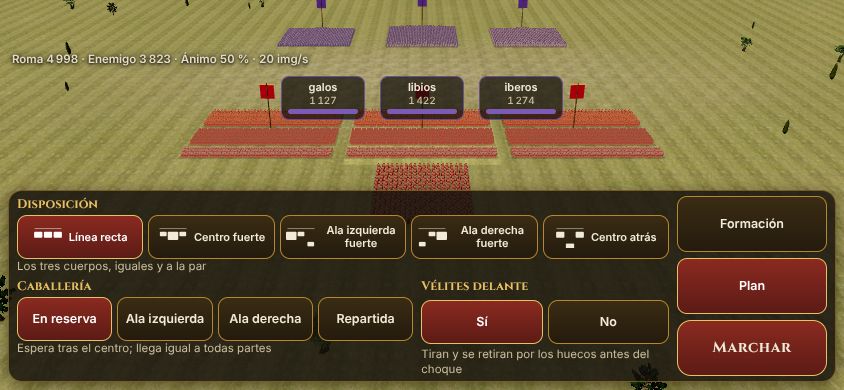 Roma 4 998 · Enemigo 3 823 · Ánimo 50 % · 20 img/s
galos
1 127
libios
1 422
iberos
1 274
Disposición
Línea recta
Centro fuerte
Ala izquierda
fuerte
Ala derecha
fuerte
Centro atrás
Los tres cuerpos, iguales y a la par
Caballería
En reserva
Ala izquierda
Ala derecha
Repartida
Espera tras el centro; llega igual a todas partes
Vélites delante
Sí
No
Tiran y se retiran por los huecos antes del
choque
Formación
Plan
Marchar